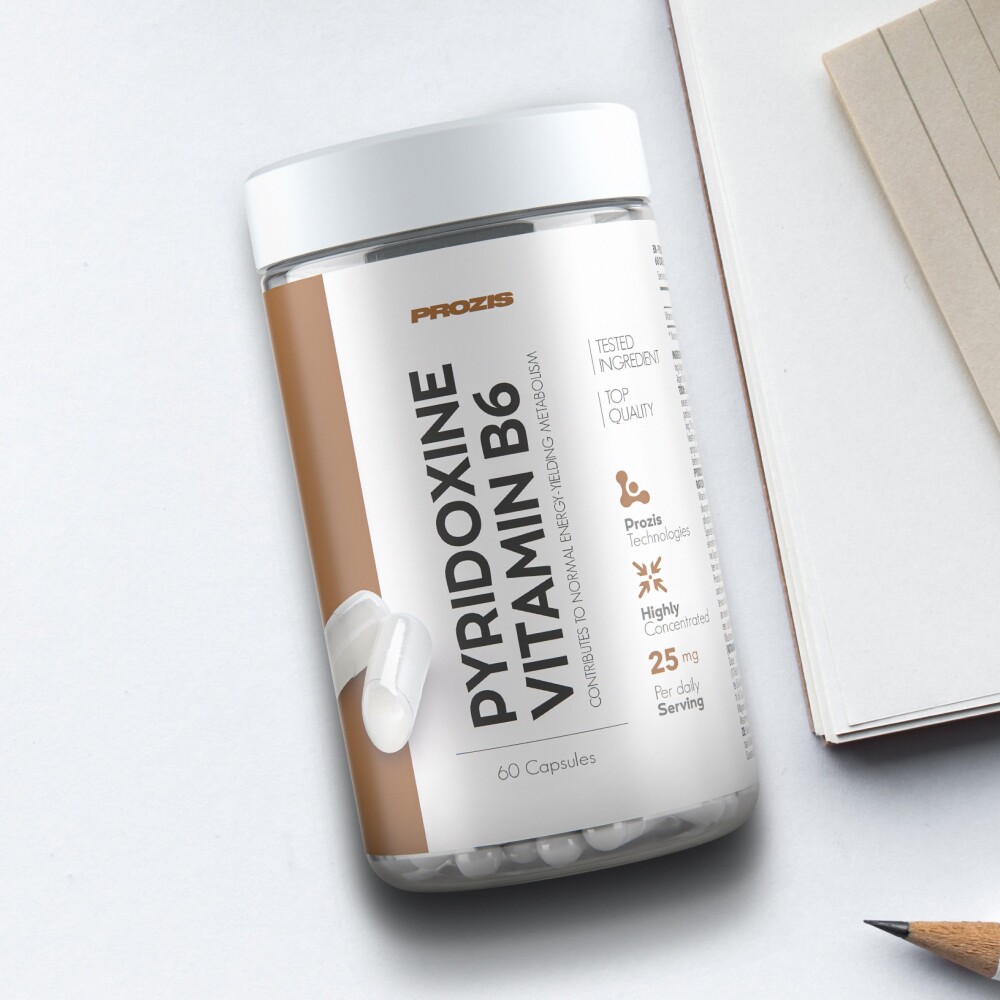 PROZIS
PYRIDOXINE
VITAMIN B6
CONTRIBUTES TO NORMAL ENERGY-YIELDING METABOLISM
60 Capsules
TESTED
INGREDIENT
TOP
QUALITY
Prozis
Technologies
Highly
Concentrated
25 mg
Per daily
Serving